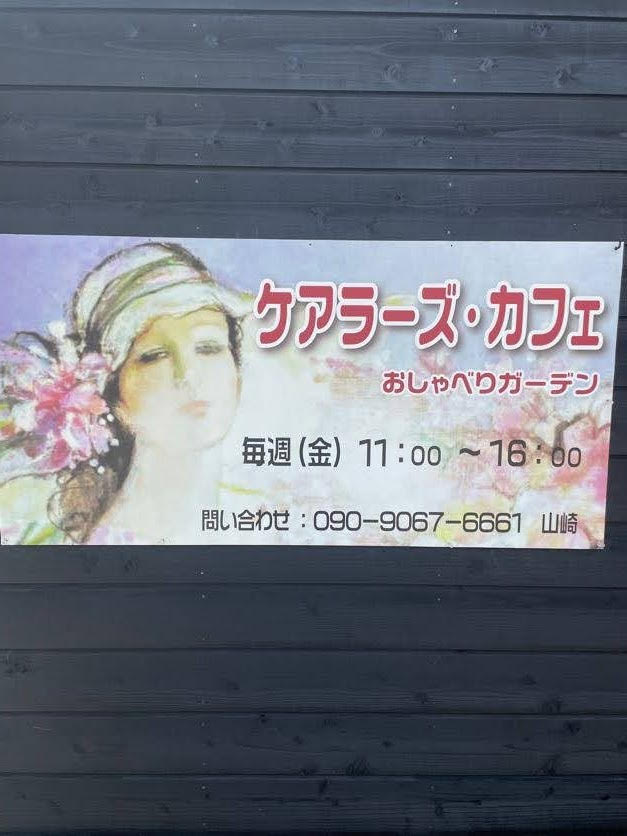 ケアラーズ・カフェ
おしゃべりガーデン
毎週(金) 11:00 ～16:00
問い合わせ：090-9067-6661 山崎